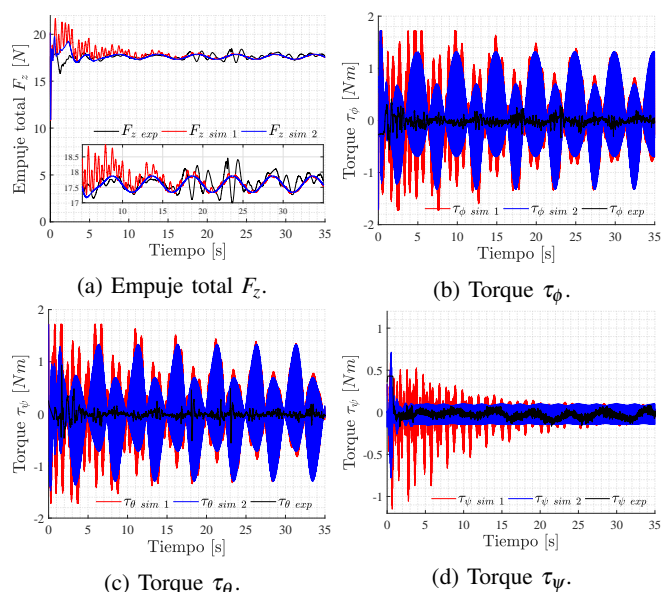 Empuje total F_z [N]
20
15
10
5
0
F_z exp F_z sim 1 F_z sim 2
18.5
18
17.5
17
10 15 20 25 30
0 5 10 15 20 25 30 35
Tiempo [s]
(a) Empuje total F_z.
Torque τ_ϕ [Nm]
2
1
0
-1
-2
τ_ϕ sim 1 τ_ϕ sim 2 τ_ϕ exp
0 5 10 15 20 25 30 35
Tiempo [s]
(b) Torque τ_ϕ.
Torque τ_ψ [Nm]
2
1
0
-1
-2
τ_θ sim 1 τ_θ sim 2 τ_θ exp
0 5 10 15 20 25 30 35
Tiempo [s]
(c) Torque τ_θ.
Torque τ_ψ [Nm]
1
0.5
0
-0.5
-1
τ_ψ sim 1 τ_ψ sim 2 τ_ψ exp
0 5 10 15 20 25 30 35
Tiempo [s]
(d) Torque τ_ψ.